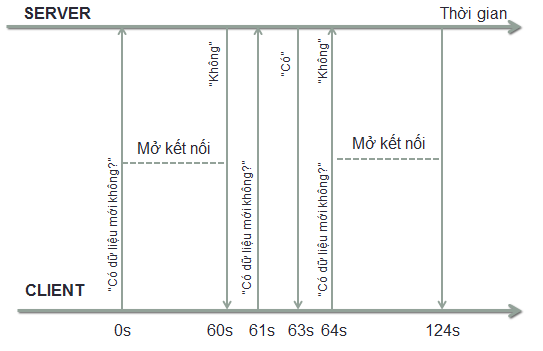 SERVER
Thời gian
"Không"
"Có"
"Không"
Mở kết nối
Mở kết nối
"Có dữ liệu mới không?"
"Có dữ liệu mới không?"
"Có dữ liệu mới không?"
CLIENT
0s
60s
61s
63s
64s
124s